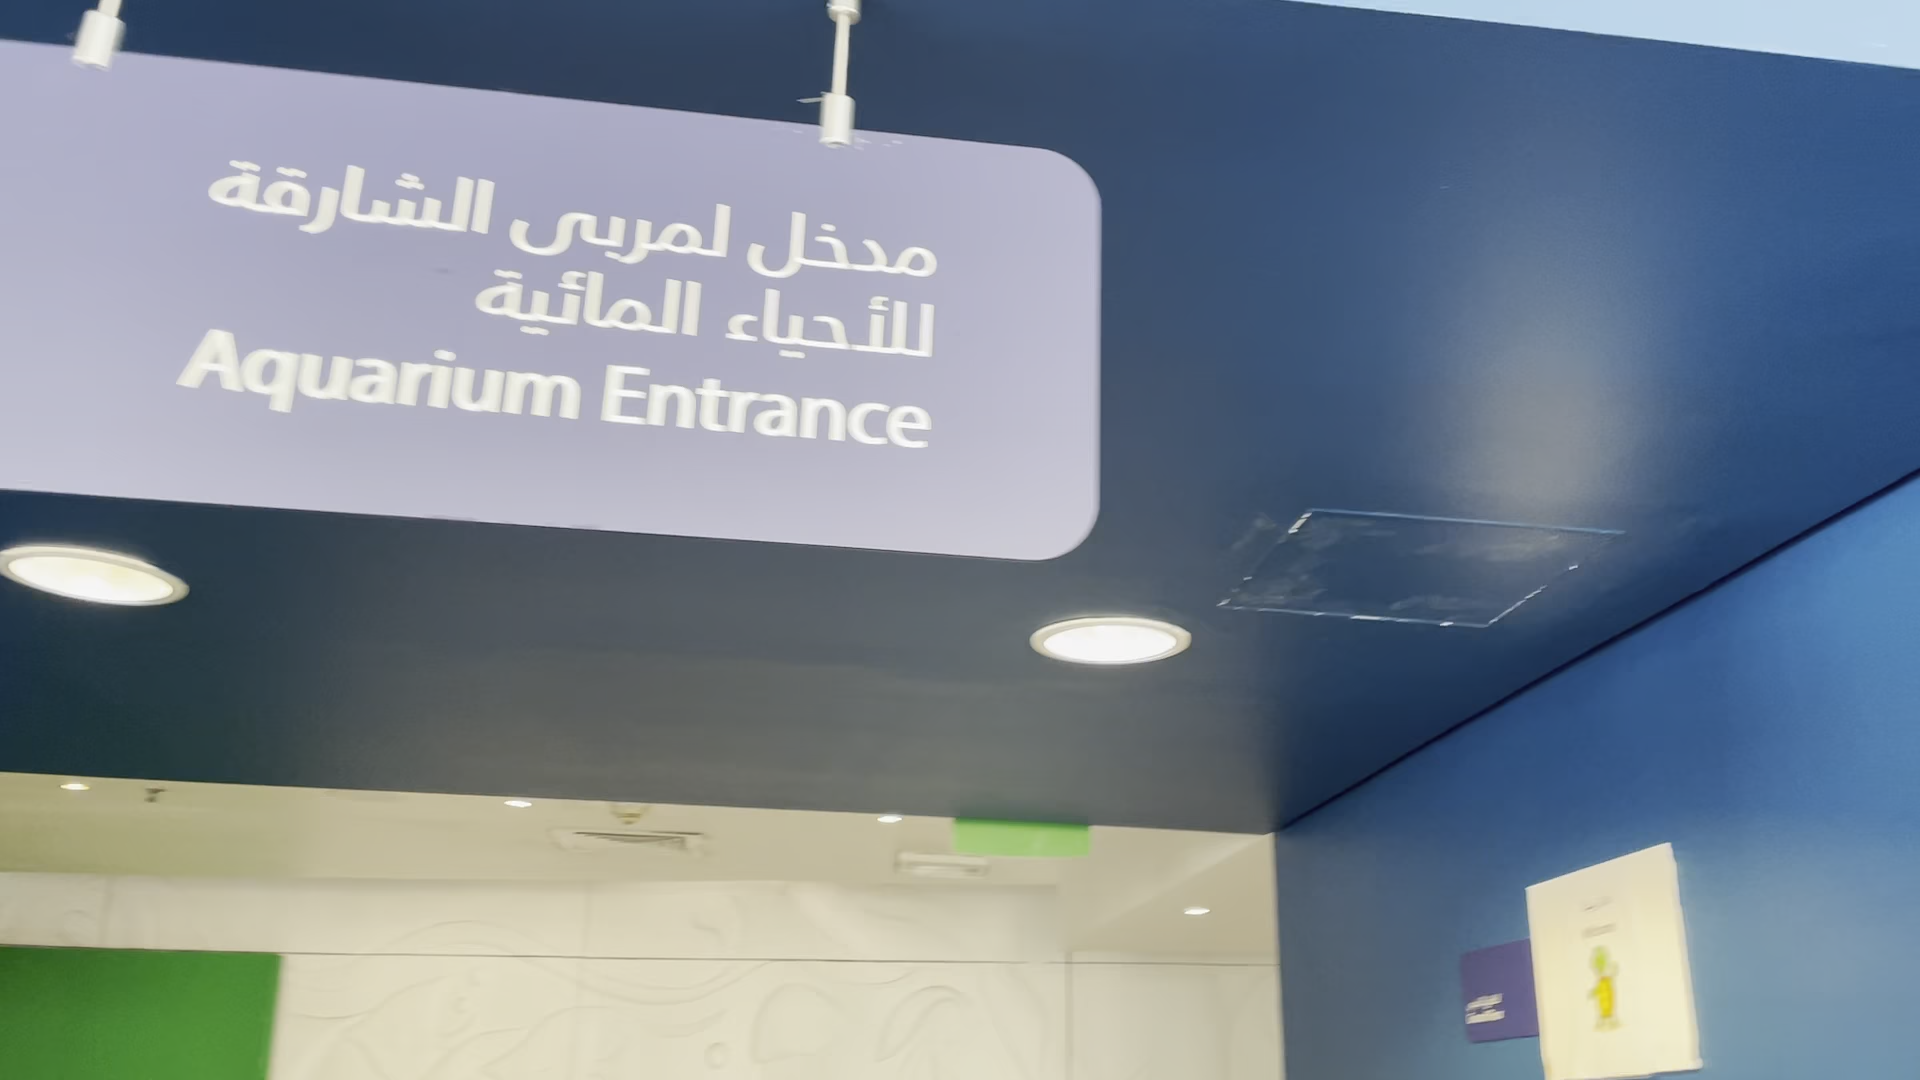 مدخل لمربى الشارقة
للأحياء المائية
Aquarium Entrance